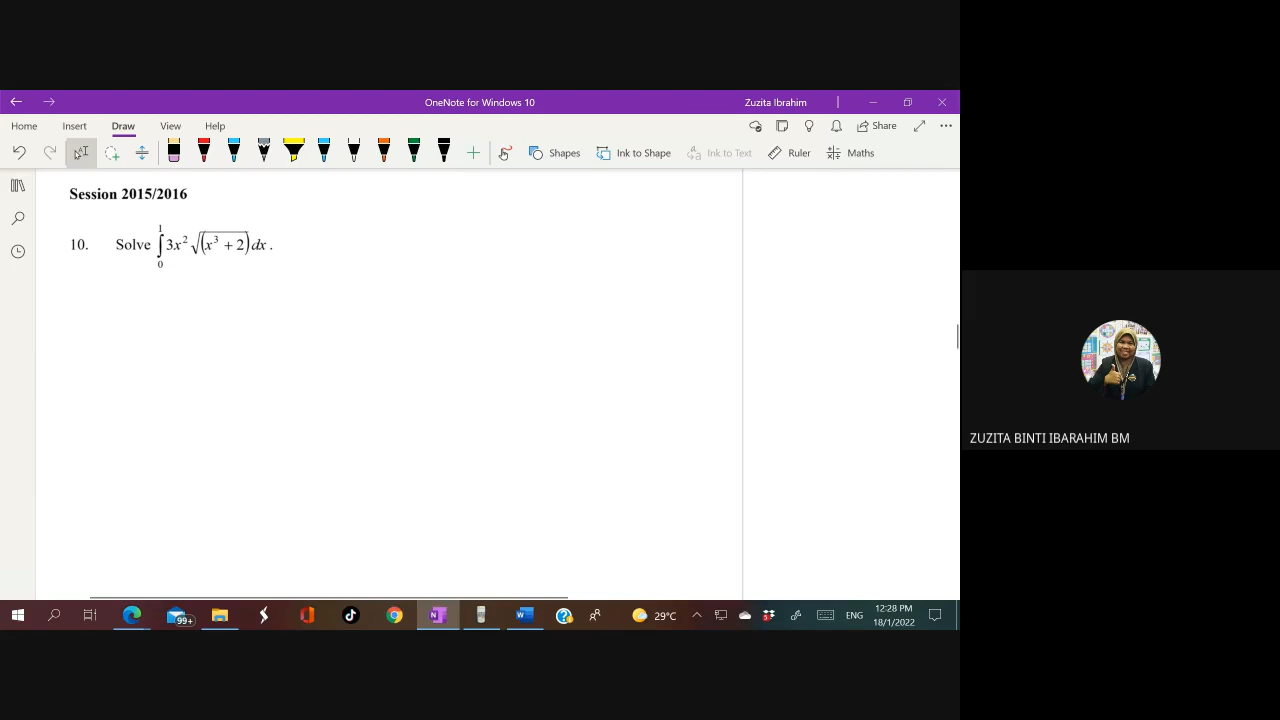 OneNote for Windows 10
Zuzita Ibrahim
Home Insert Draw View Help
Share
Shapes Ink to Shape Ink to Text Ruler Maths
Session 2015/2016
10. Solve ∫₀¹ 3x² √(x³ + 2) dx .
ZUZITA BINTI IBARAHIM BM
99+
29°C
ENG
12:28 PM
18/1/2022